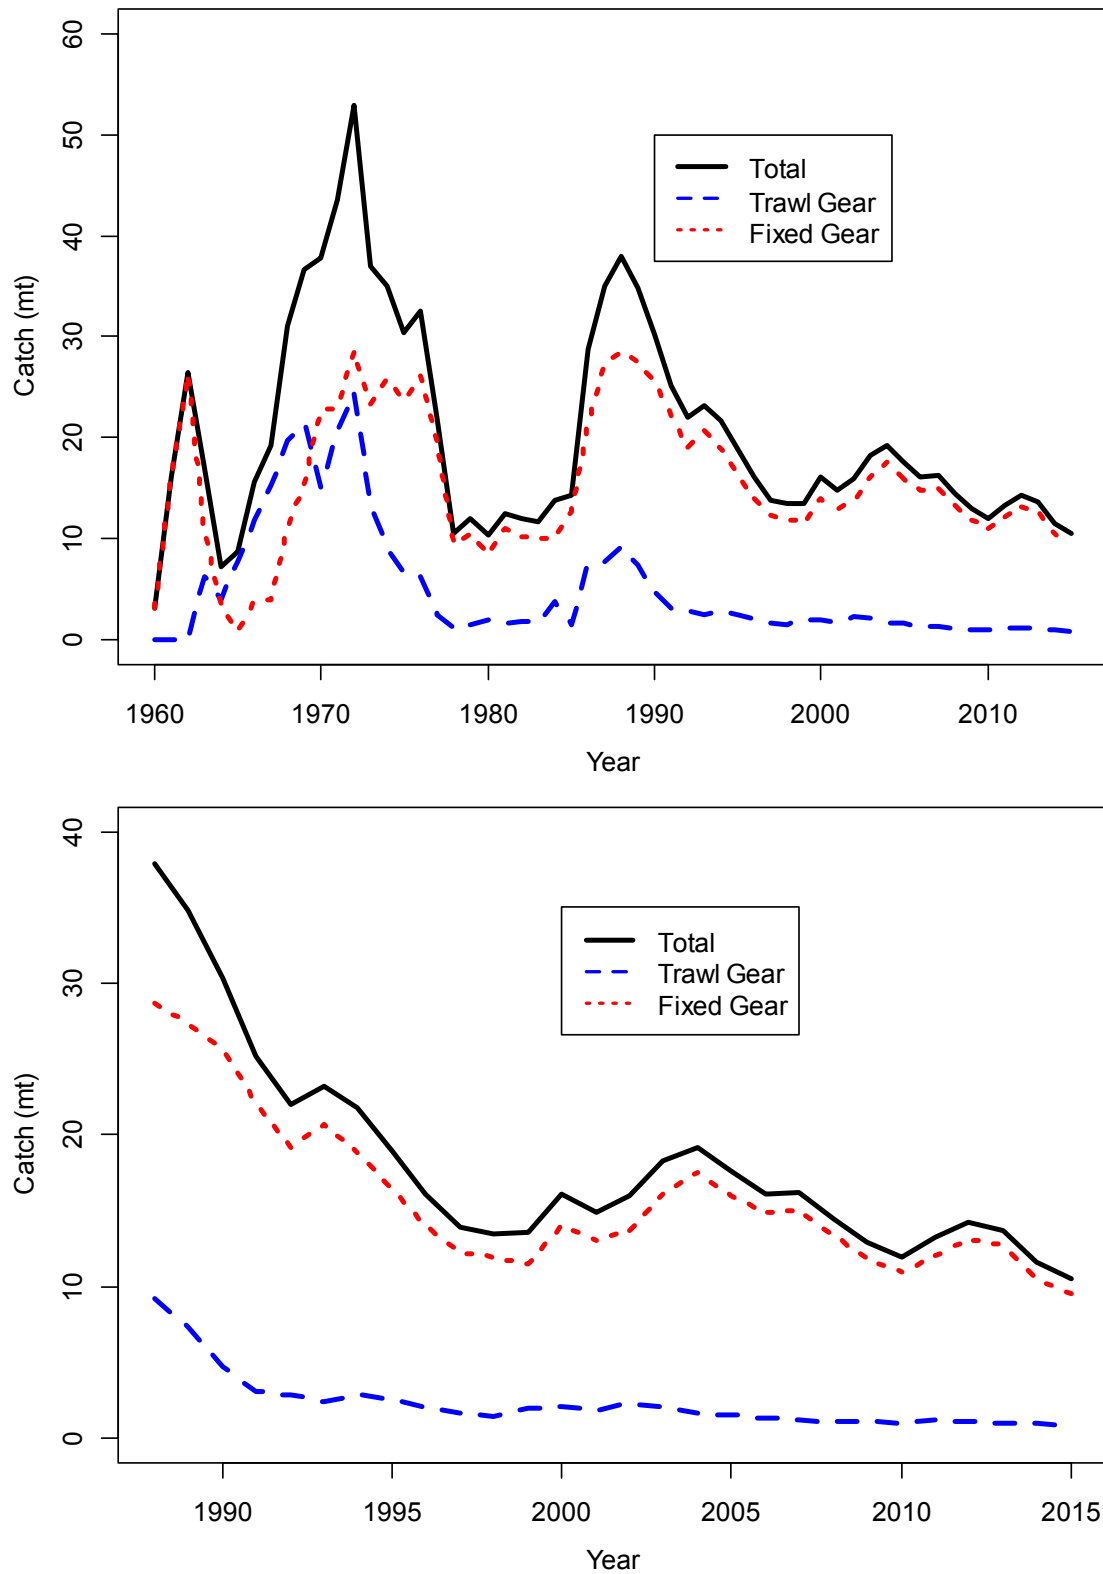 60
50
40
30
20
10
0
Catch (mt)
Total
Trawl Gear
Fixed Gear
1960 1970 1980 1990 2000 2010
Year
40
30
20
10
0
Catch (mt)
Total
Trawl Gear
Fixed Gear
1990 1995 2000 2005 2010 2015
Year